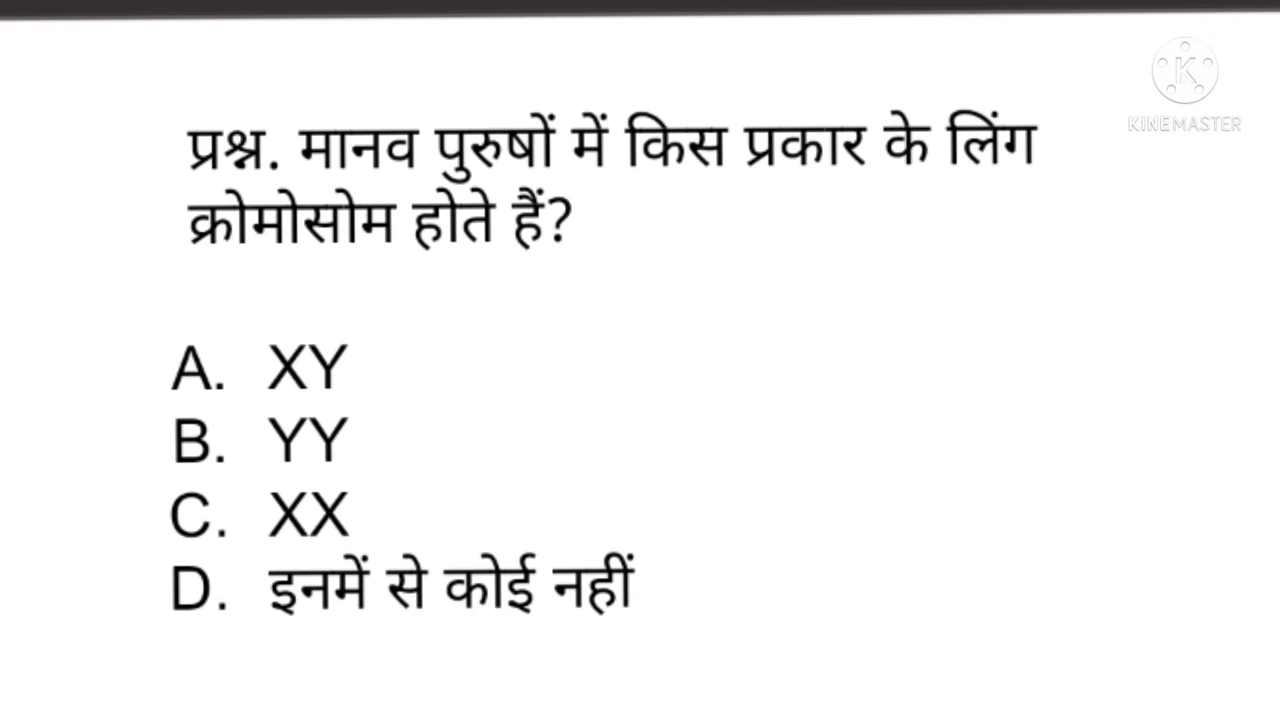 KINEMASTER
प्रश्न. मानव पुरुषों में किस प्रकार के लिंग
क्रोमोसोम होते हैं?
A. XY
B. YY
C. XX
D. इनमें से कोई नहीं